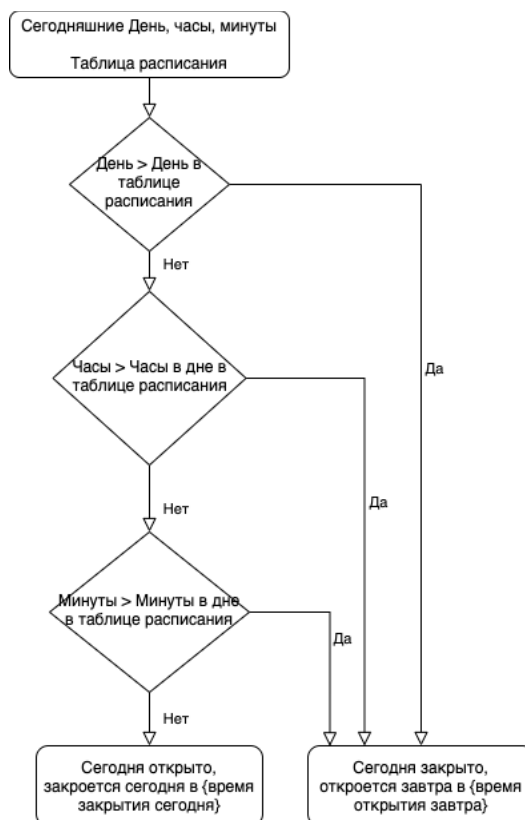 Сегодняшние День, часы, минуты
Таблица расписания
День > День в
таблице
расписания
Нет
Часы > Часы в дне в
таблице расписания
Да
Нет
Да
Минуты > Минуты в дне
в таблице расписания
Да
Нет
Сегодня открыто,
закроется сегодня в {время
закрытия сегодня}
Сегодня закрыто,
откроется завтра в {время
открытия завтра}